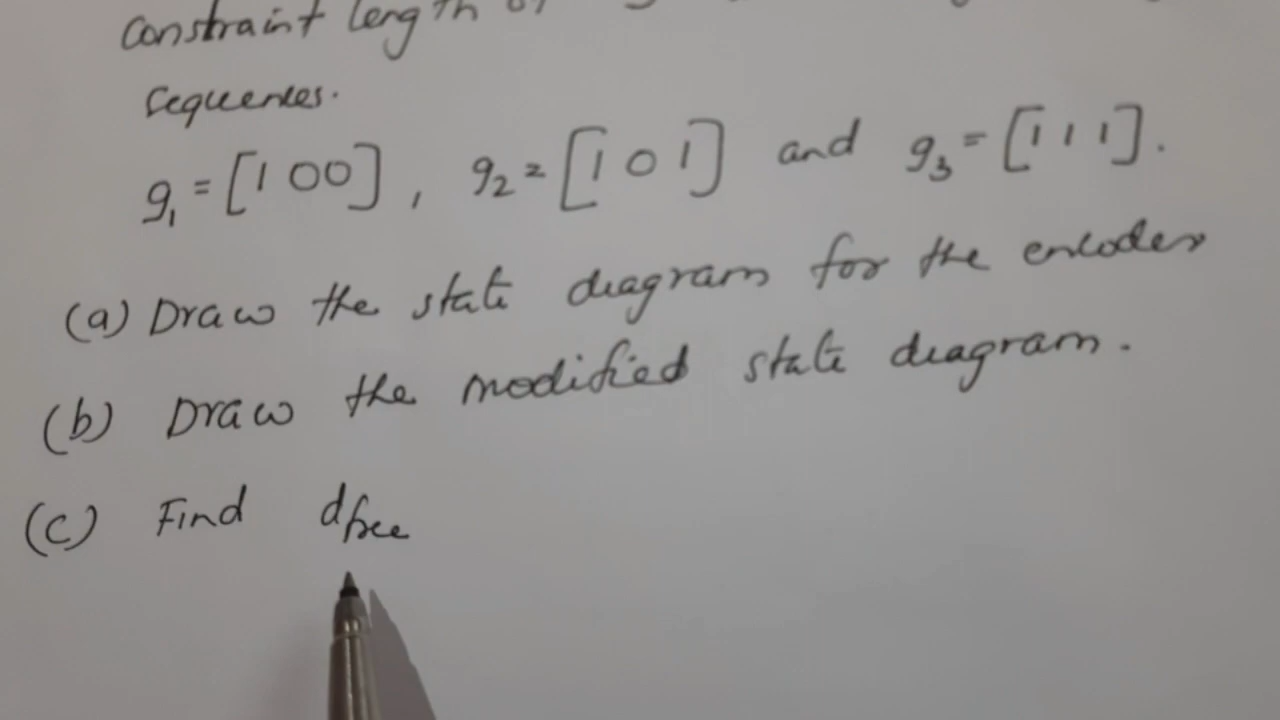 constraint length of
sequences.
g1 = [1 0 0], g2 = [1 0 1] and g3 = [1 1 1].
(a) Draw the state diagram for the encoder
(b) Draw the modified state diagram.
(c) Find dfree